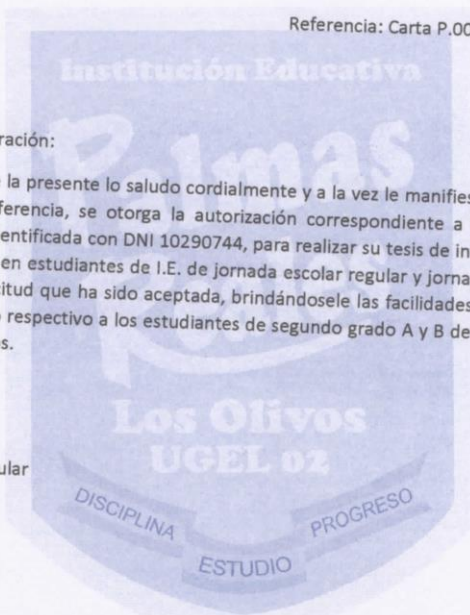 Referencia: Carta P.00
Institución Educativa
Palmas
Reales
ración:
la presente lo saludo cordialmente y a la vez le manifies
ferencia, se otorga la autorización correspondiente a
entificada con DNI 10290744, para realizar su tesis de in
en estudiantes de I.E. de jornada escolar regular y jorna
citud que ha sido aceptada, brindándosele las facilidades
respectivo a los estudiantes de segundo grado A y B de
s.
Los Olivos
UGEL 02
ular
DISCIPLINA
ESTUDIO
PROGRESO